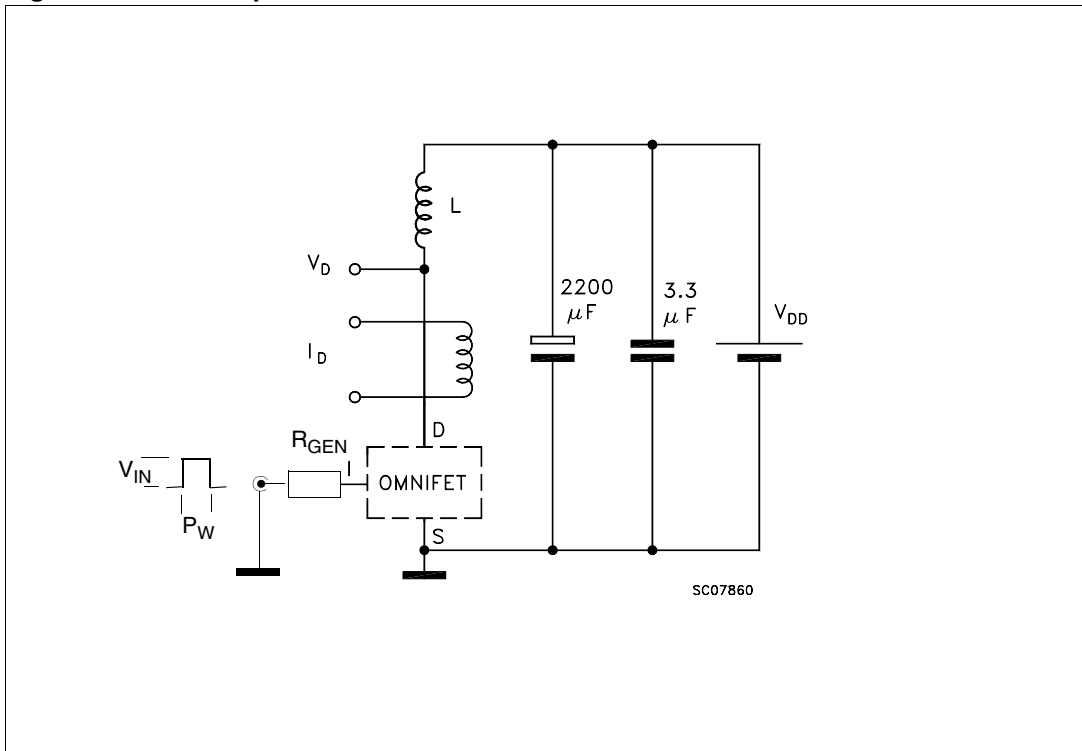 L
V_D
2200
μF
3.3
μF
V_DD
I_D
D
R_GEN
I
V_IN
OMNIFET
P_W
S
SC07860